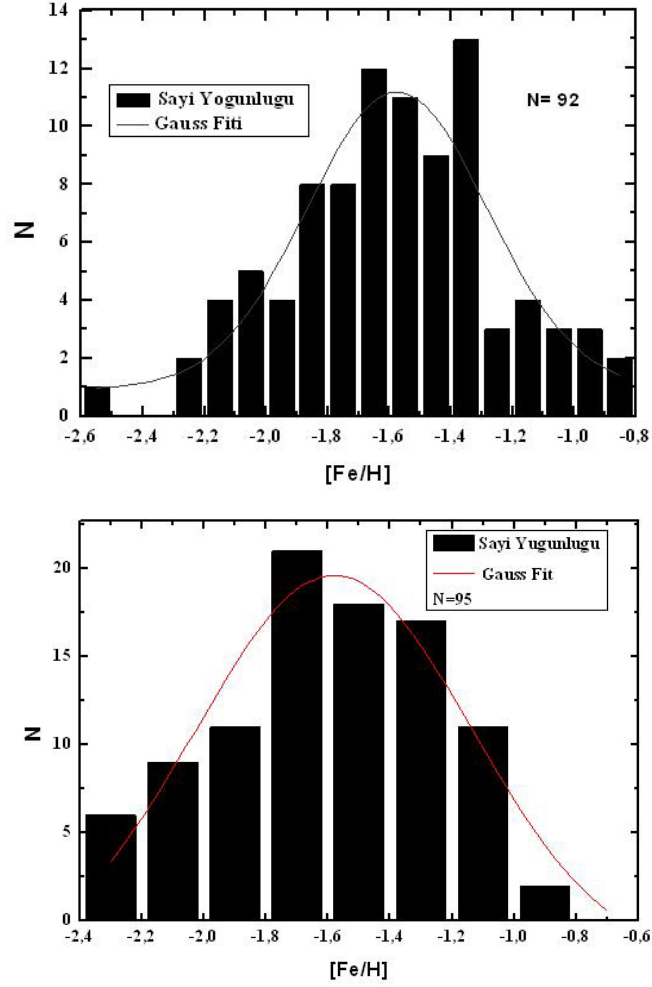 14
12
10
8
6
4
2
0
N
Sayi Yogunlugu
Gauss Fiti
N= 92
-2,6 -2,4 -2,2 -2,0 -1,8 -1,6 -1,4 -1,2 -1,0 -0,8
[Fe/H]
20
15
10
5
0
N
Sayi Yugunlugu
Gauss Fit
N=95
-2,4 -2,2 -2,0 -1,8 -1,6 -1,4 -1,2 -1,0 -0,8 -0,6
[Fe/H]